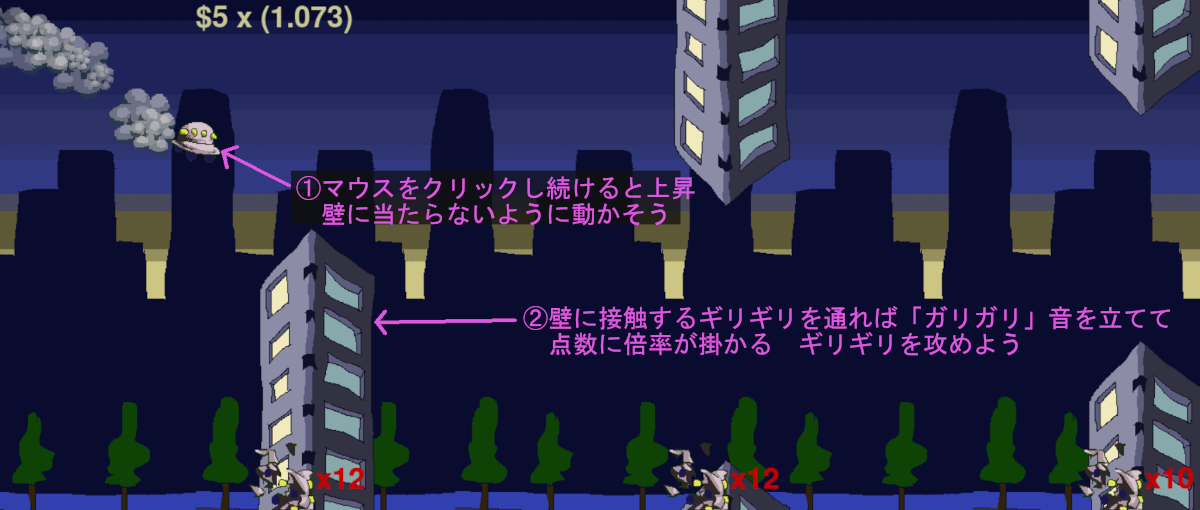 $5 x (1.073)
①マウスをクリックし続けると上昇
壁に当たらないように動かそう
②壁に接触するギリギリを通れば「ガリガリ」音を立てて
点数に倍率が掛かる　ギリギリを攻めよう
x12
x12
x10